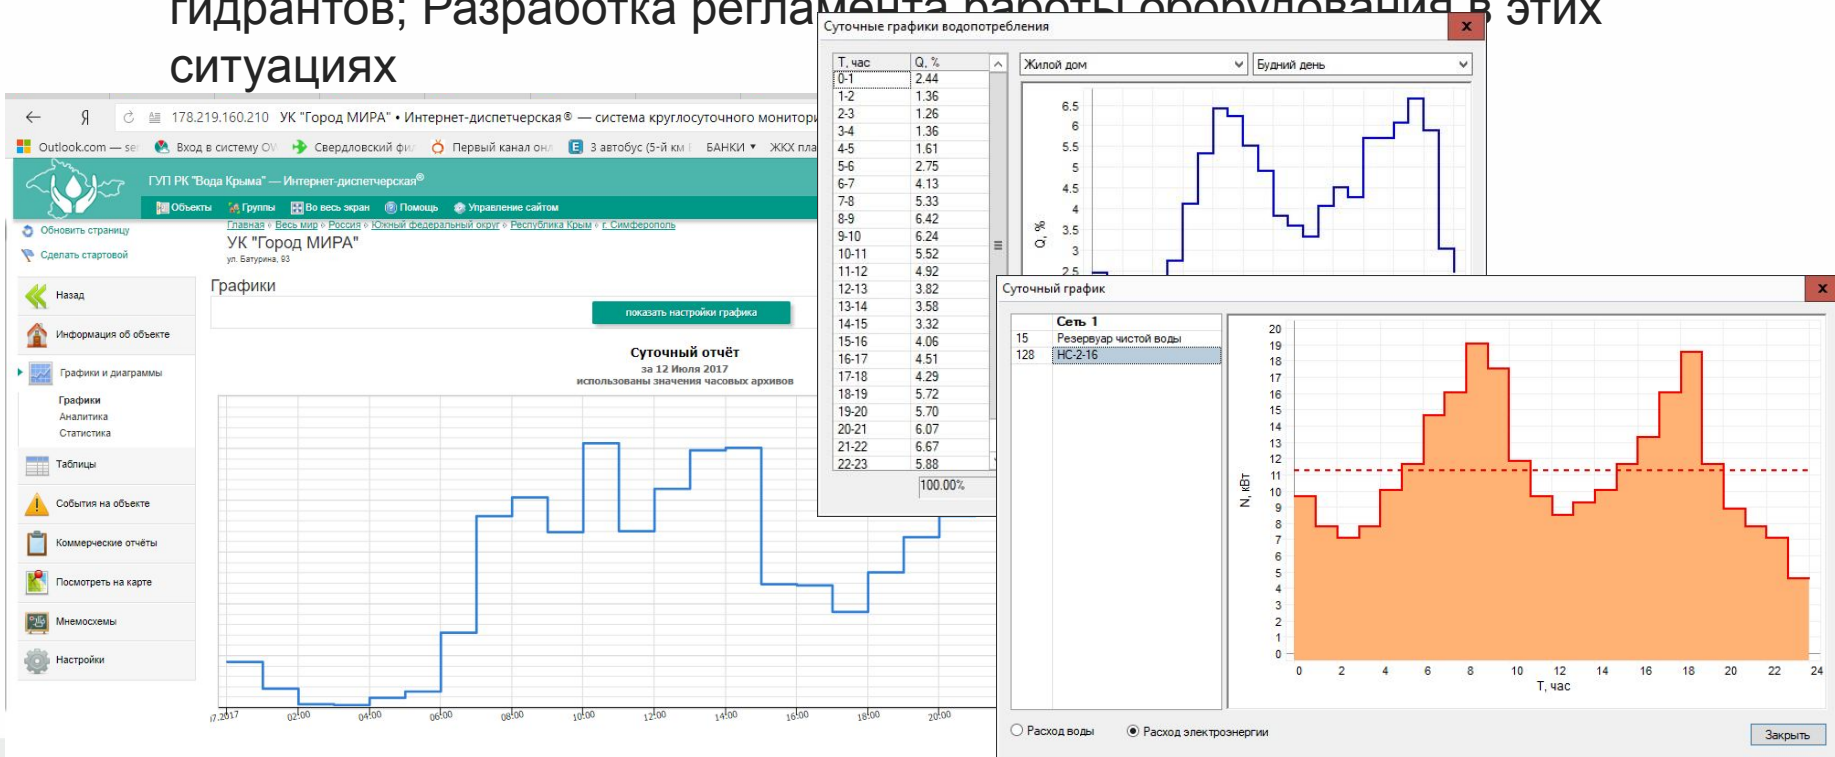 гидрантов; Разработка регламента работы оборудования в этих
ситуациях
178.219.160.210 УК "Город МИРА" • Интернет-диспетчерская® — система круглосуточного монитори
Outlook.com — se
Вход в систему
Свердловский фи
Первый канал он
3 автобус (5-й км
БАНКИ
ЖКХ пла
ГУП РК "Вода Крыма" — Интернет-диспетчерская®
Объекты Группы Во весь экран Помощь Управление сайтом
Обновить страницу
Сделать стартовой
Главная » Весь мир » Россия » Южный федеральный округ » Республика Крым » г. Симферополь
УК "Город МИРА"
ул. Батурина, 93
Назад
Информация об объекте
Графики и диаграммы
Графики
Аналитика
Статистика
Таблицы
События на объекте
Коммерческие отчёты
Посмотреть на карте
Мнемосхемы
Настройки
Графики
показать настройки графика
Суточный отчёт
за 12 Июля 2017
использованы значения часовых архивов
7.2017 02:00 04:00 06:00 08:00 10:00 12:00 14:00 16:00 18:00 20:00
Суточные графики водопотребления
x
T, час Q, %
0-1 2.44
1-2 1.36
2-3 1.26
3-4 1.36
4-5 1.61
5-6 2.75
6-7 4.13
7-8 5.33
8-9 6.42
9-10 6.24
10-11 5.52
11-12 4.92
12-13 3.82
13-14 3.58
14-15 3.32
15-16 4.06
16-17 4.51
17-18 4.29
18-19 5.72
19-20 5.70
20-21 6.07
21-22 6.67
22-23 5.88
100.00%
Жилой дом
Будний день
6.5
6
5.5
5
4.5
4
3.5
3
2.5
Q, %
Суточный график
x
Сеть 1
15 Резервуар чистой воды
128 НС-2-16
20
19
18
17
16
15
14
13
12
11
10
9
8
7
6
5
4
3
2
1
0
N, кВт
0 2 4 6 8 10 12 14 16 18 20 22 24
T, час
Расход воды
Расход электроэнергии
Закрыть